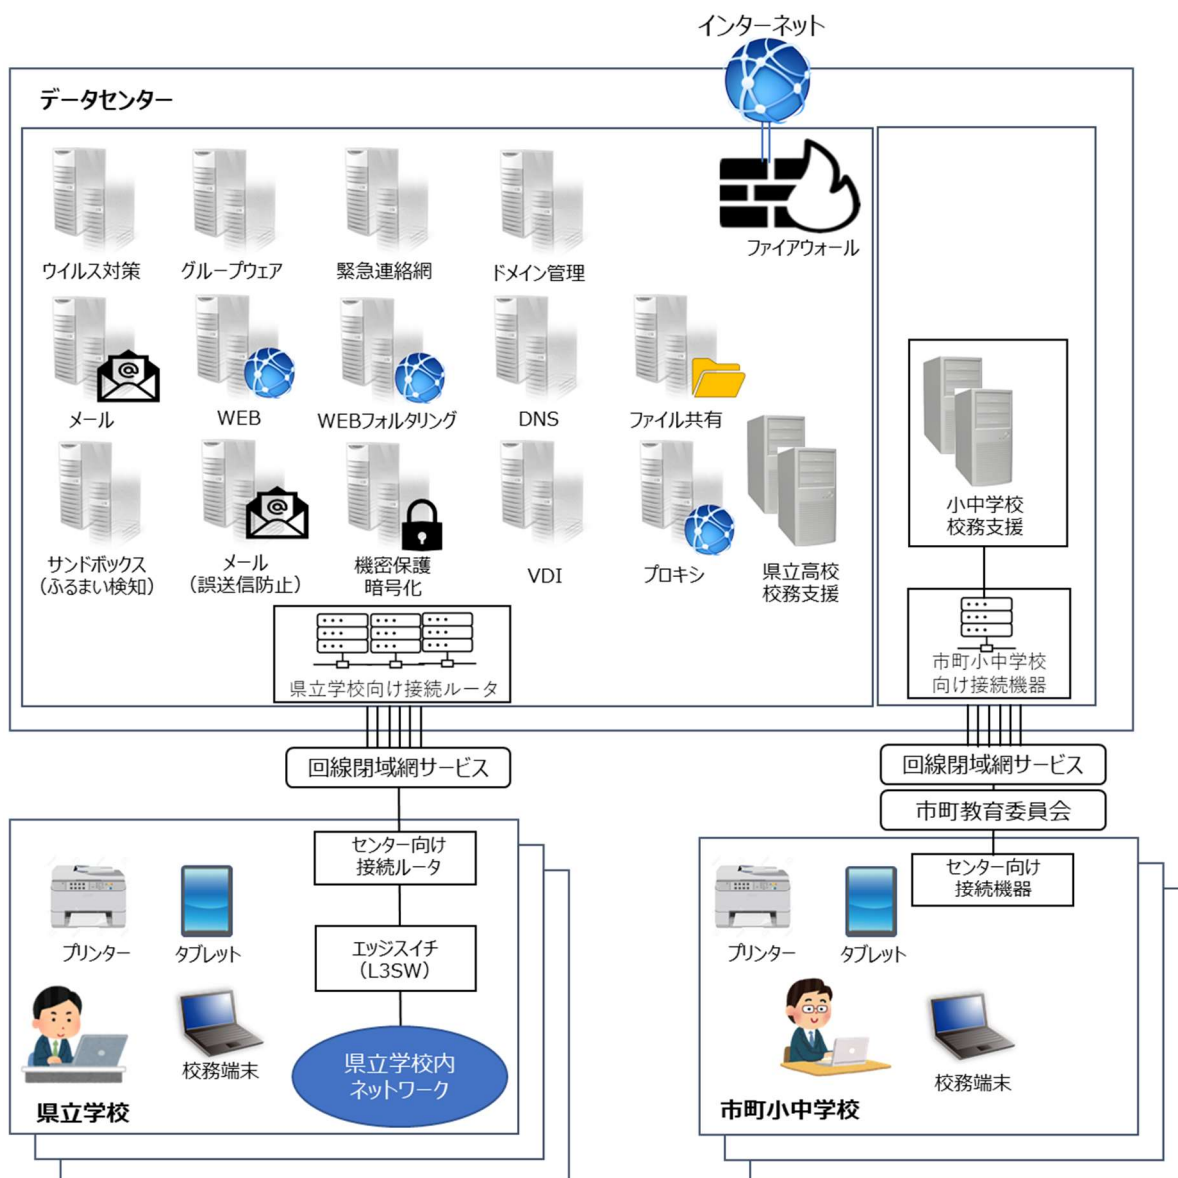 インターネット
データセンター
ファイアウォール
ウイルス対策
グループウェア
緊急連絡網
ドメイン管理
メール
WEB
WEBフォルタリング
DNS
ファイル共有
小中学校
校務支援
サンドボックス
（ふるまい検知）
メール
（誤送信防止）
機密保護
暗号化
VDI
プロキシ
県立高校
校務支援
県立学校向け接続ルータ
市町小中学校
向け接続機器
回線閉域網サービス
回線閉域網サービス
市町教育委員会
センター向け
接続ルータ
プリンター
タブレット
エッジスイチ
（L3SW）
校務端末
県立学校内
ネットワーク
県立学校
センター向け
接続機器
プリンター
タブレット
校務端末
市町小中学校